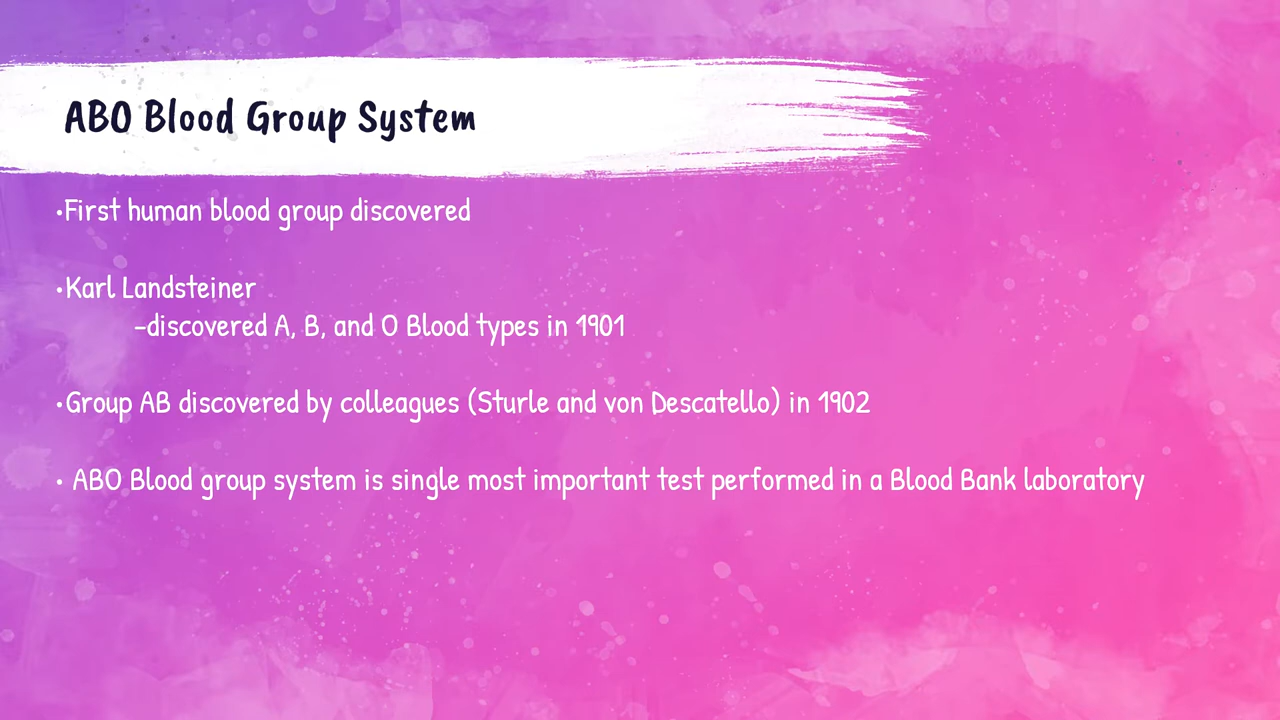 ABO Blood Group System
•First human blood group discovered
•Karl Landsteiner
–discovered A, B, and O Blood types in 1901
•Group AB discovered by colleagues (Sturle and von Descatello) in 1902
• ABO Blood group system is single most important test performed in a Blood Bank laboratory